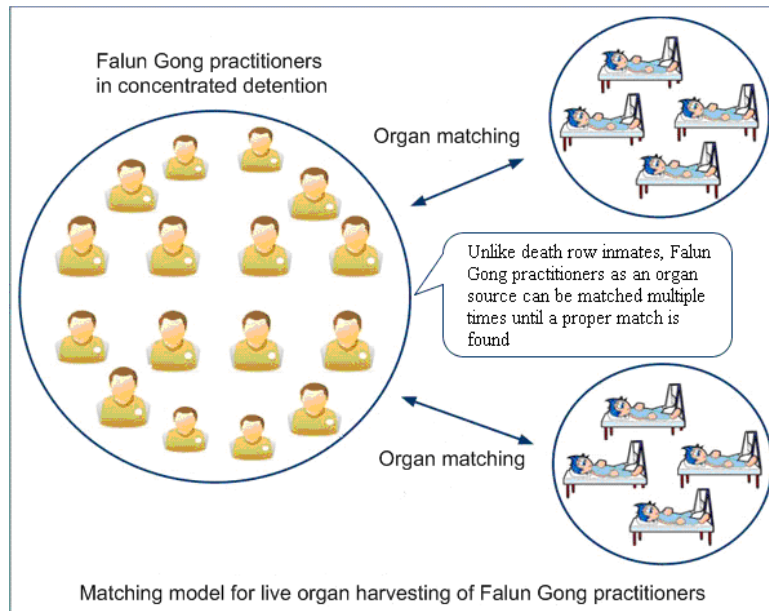 Falun Gong practitioners
in concentrated detention
Organ matching
Unlike death row inmates, Falun
Gong practitioners as an organ
source can be matched multiple
times until a proper match is
found
Organ matching
Matching model for live organ harvesting of Falun Gong practitioners